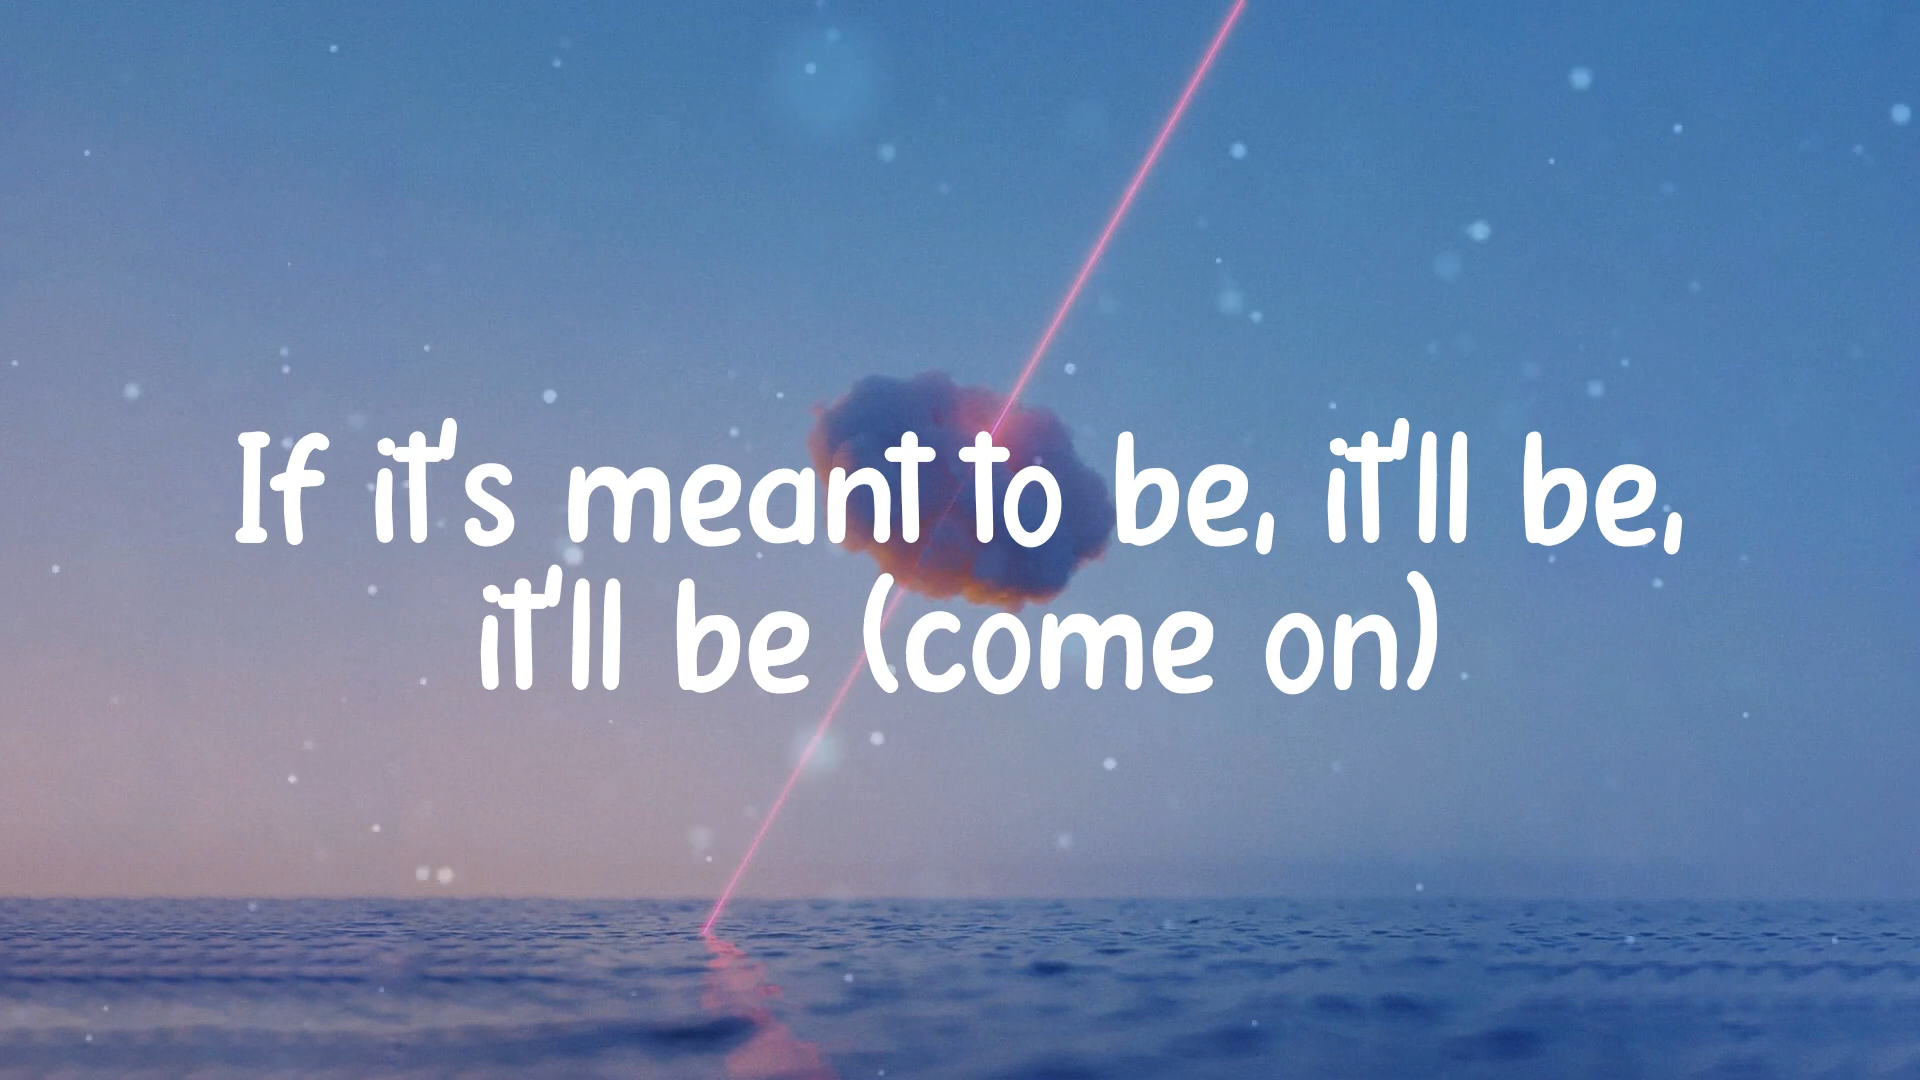 If it's meant to be, it'll be,
it'll be (come on)